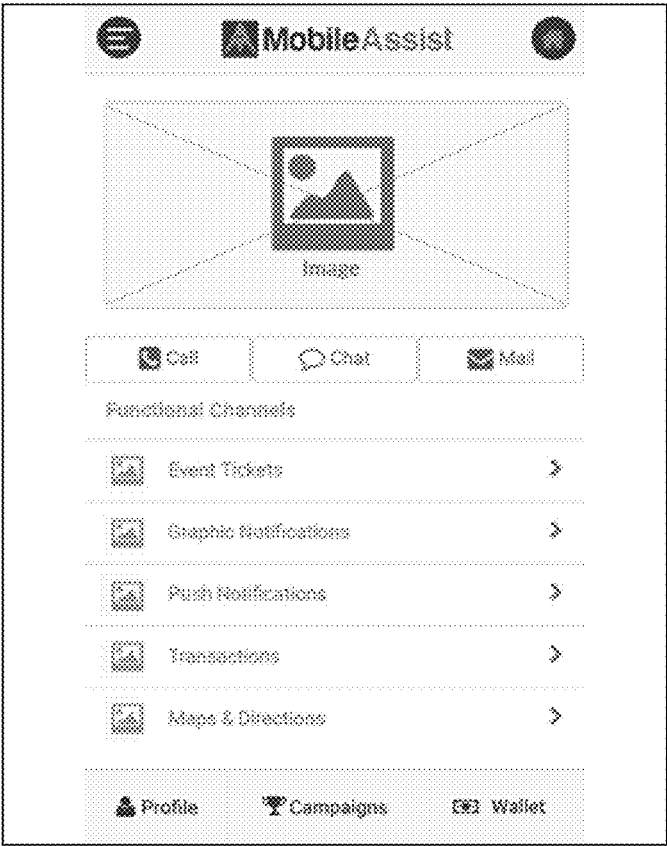 MobileAssist
Image
Call Chat Mail
Functional Channels
Event Tickets
Graphic Notifications
Push Notifications
Transactions
Maps & Directions
Profile Campaigns Wallet